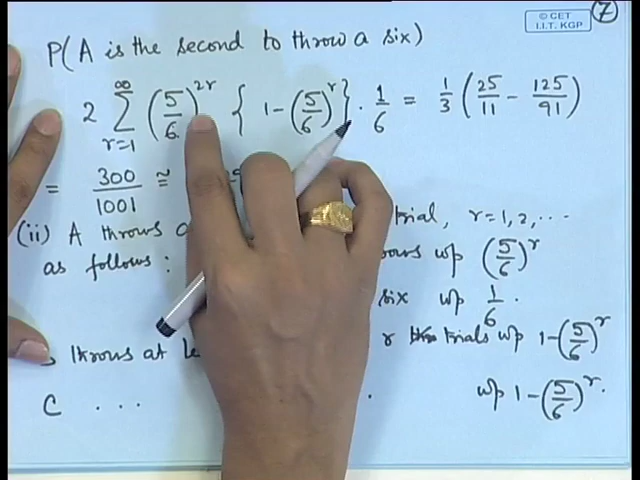 © CET
I.I.T. KGP
7
P(A is the second to throw a six)
2 ∑_{r=1}^{∞} (5/6)^{2r} { 1-(5/6)^r } · 1/6 = 1/3 (25/11 - 125/91)
= 300/1001 ≅
(ii) A throws trial, r=1,2,...
as follows: wp (5/6)^r
six wp 1/6.
throws at r trials wp 1-(5/6)^r
C ... . wp 1-(5/6)^r.